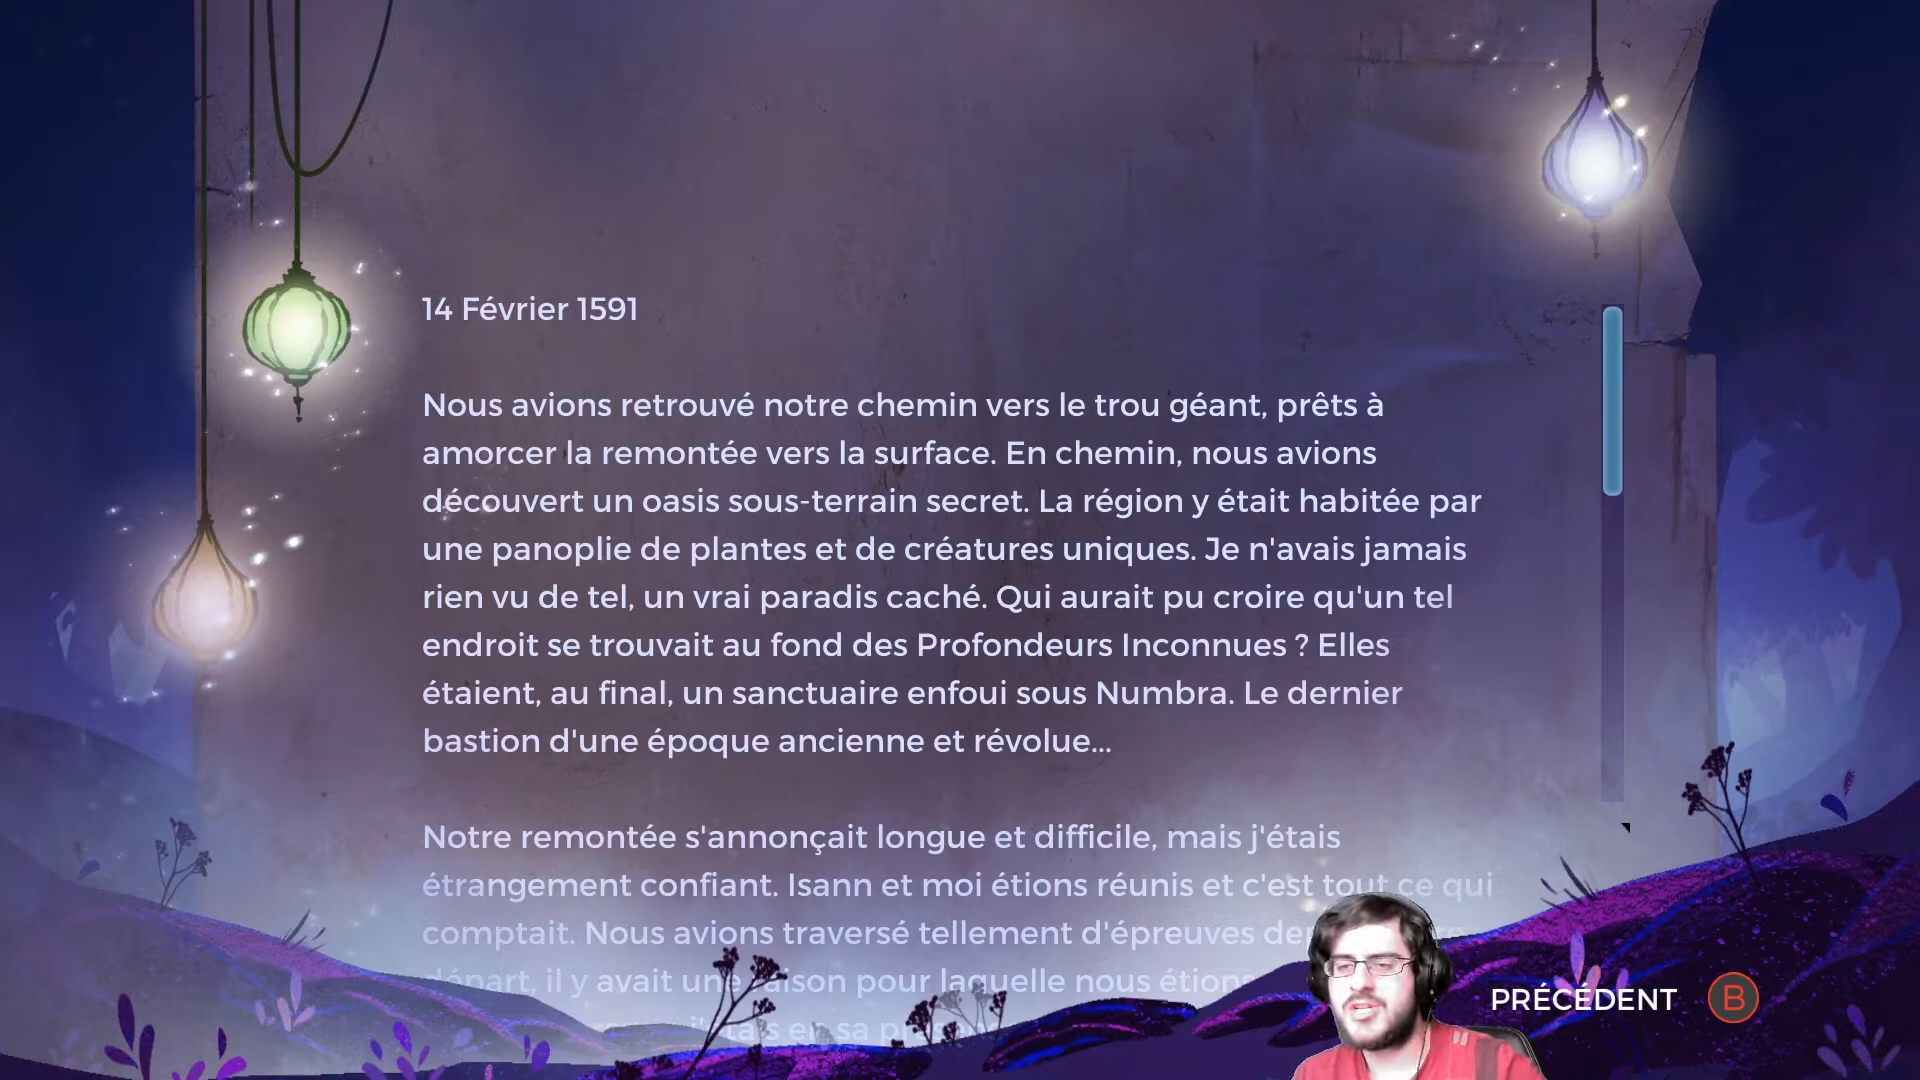 14 Février 1591
Nous avions retrouvé notre chemin vers le trou géant, prêts à
amorcer la remontée vers la surface. En chemin, nous avions
découvert un oasis sous-terrain secret. La région y était habitée par
une panoplie de plantes et de créatures uniques. Je n'avais jamais
rien vu de tel, un vrai paradis caché. Qui aurait pu croire qu'un tel
endroit se trouvait au fond des Profondeurs Inconnues ? Elles
étaient, au final, un sanctuaire enfoui sous Numbra. Le dernier
bastion d'une époque ancienne et révolue...
Notre remontée s'annonçait longue et difficile, mais j'étais
étrangement confiant. Isann et moi étions réunis et c'est tout ce qui
comptait. Nous avions traversé tellement d'épreuves
départ, il y avait une raison pour laquelle nous étions
j'étais en sa
PRÉCÉDENT B